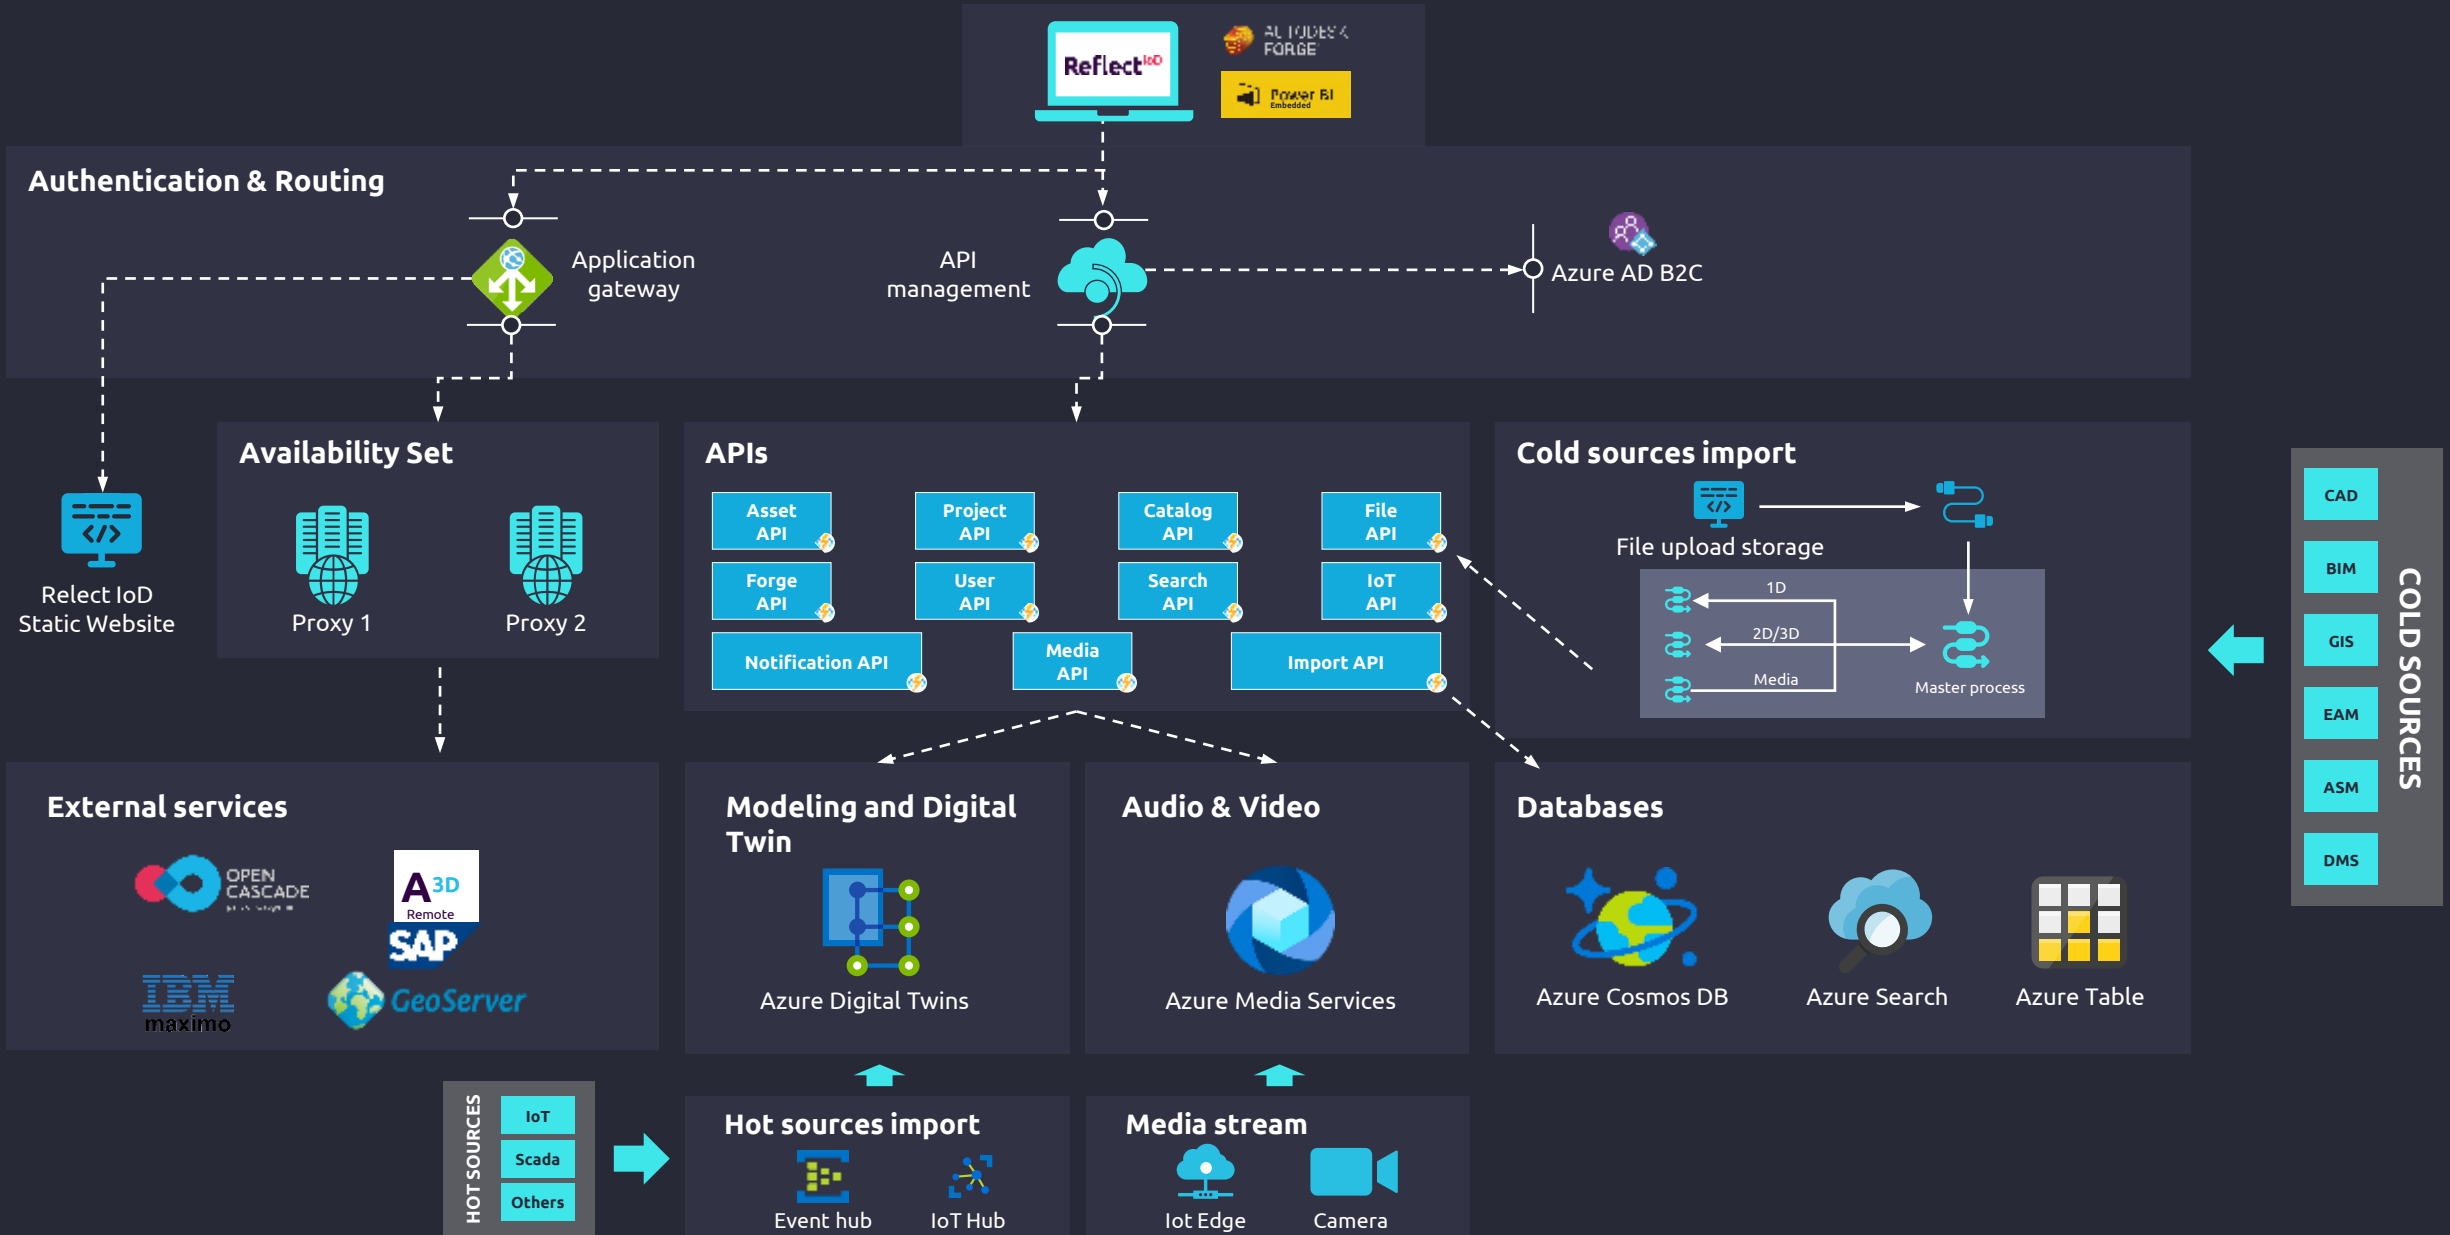 Reflect IoD
AUTODESK
FORGE
Power BI
Embedded
Authentication & Routing
Application
gateway
API
management
Azure AD B2C
Relect IoD
Static Website
Availability Set
Proxy 1
Proxy 2
APIs
Asset
API
Project
API
Catalog
API
File
API
Forge
API
User
API
Search
API
IoT
API
Notification API
Media
API
Import API
Cold sources import
File upload storage
1D
2D/3D
Media
Master process
CAD
BIM
GIS
EAM
ASM
DMS
COLD SOURCES
External services
OPEN
CASCADE
A 3D
Remote
SAP
IBM
maximo
GeoServer
Modeling and Digital
Twin
Azure Digital Twins
Audio & Video
Azure Media Services
Databases
Azure Cosmos DB
Azure Search
Azure Table
HOT SOURCES
IoT
Scada
Others
Hot sources import
Event hub
IoT Hub
Media stream
Iot Edge
Camera